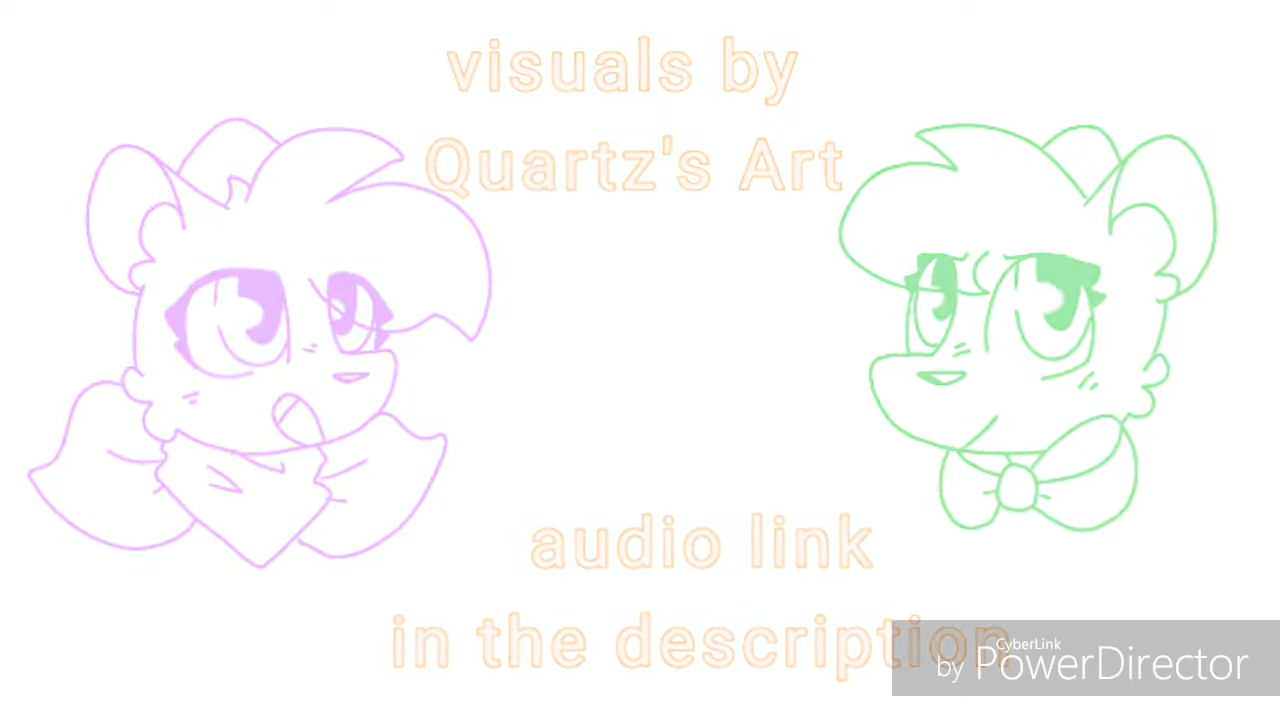 visuals by
Quartz's Art
audio link
in the description
CyberLink
by PowerDirector